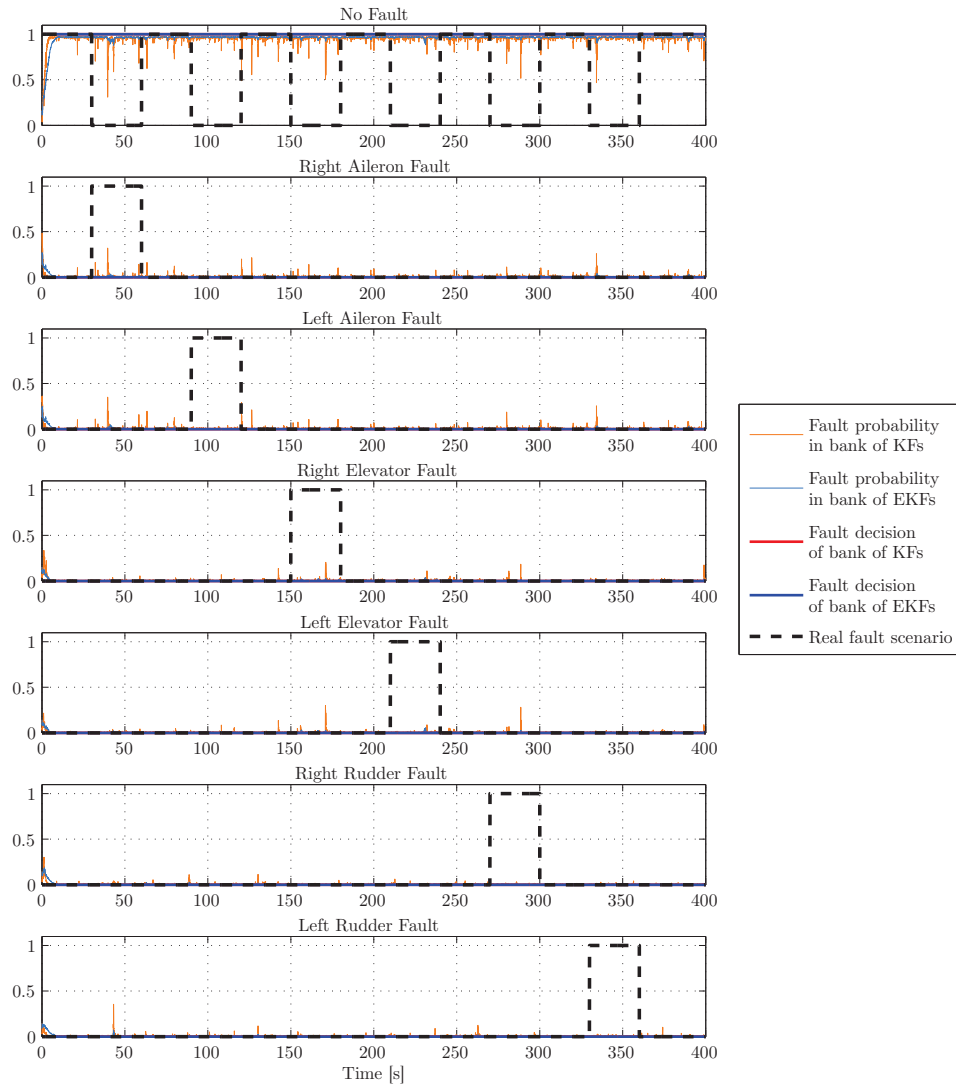 No Fault
1
0.5
0
0 50 100 150 200 250 300 350 400
Right Aileron Fault
1
0.5
0
0 50 100 150 200 250 300 350 400
Left Aileron Fault
1
0.5
0
0 50 100 150 200 250 300 350 400
Right Elevator Fault
1
0.5
0
0 50 100 150 200 250 300 350 400
Left Elevator Fault
1
0.5
0
0 50 100 150 200 250 300 350 400
Right Rudder Fault
1
0.5
0
0 50 100 150 200 250 300 350 400
Left Rudder Fault
1
0.5
0
0 50 100 150 200 250 300 350 400
Time [s]
Fault probability
in bank of KFs
Fault probability
in bank of EKFs
Fault decision
of bank of KFs
Fault decision
of bank of EKFs
Real fault scenario